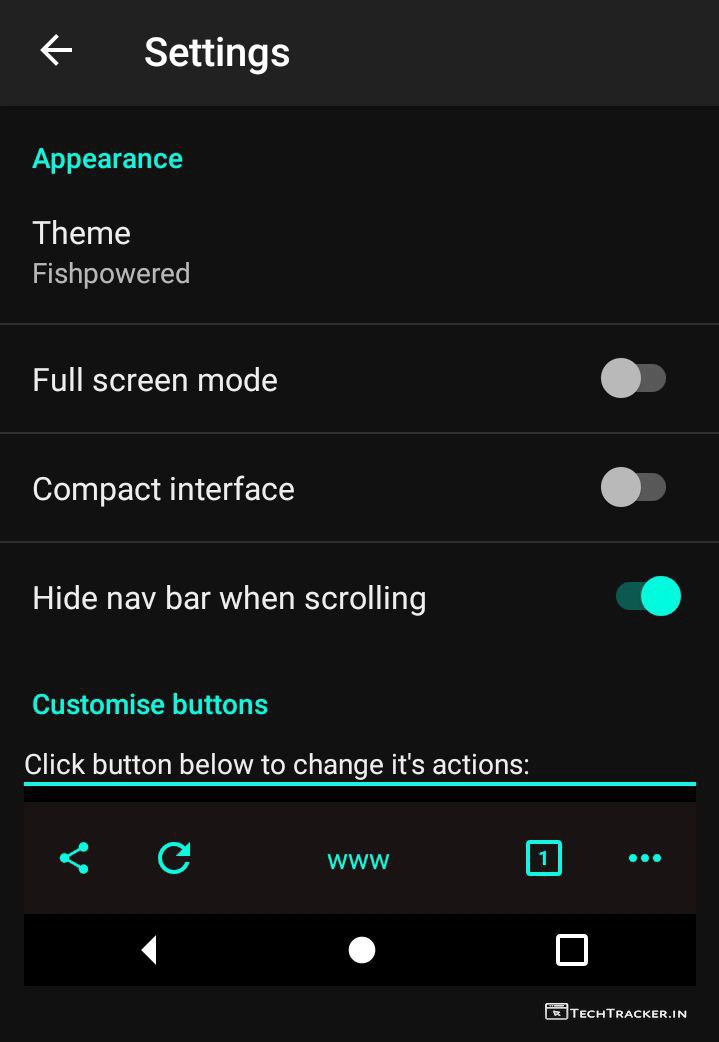 Settings
Appearance
Theme
Fishpowered
Full screen mode
Compact interface
Hide nav bar when scrolling
Customise buttons
Click button below to change it's actions:
www 1
TECHTRACKER.IN